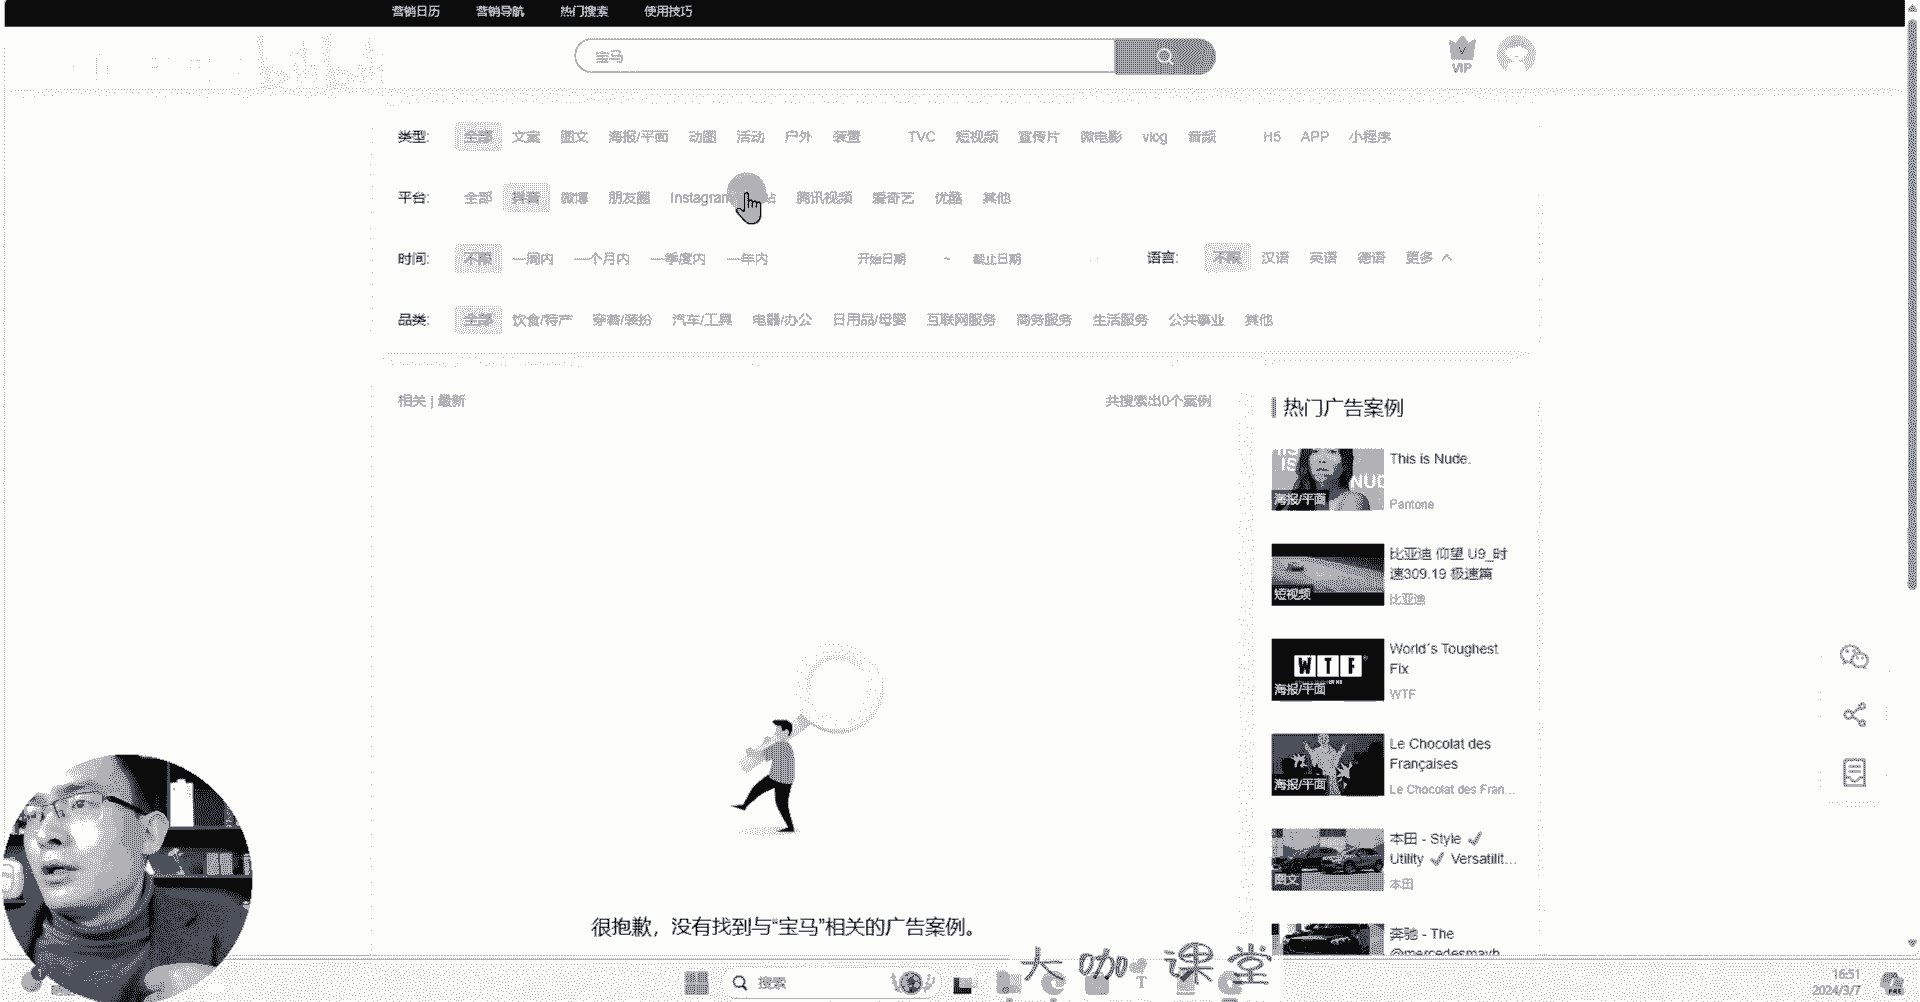 营销日历 营销导航 热门搜索 使用技巧
宝马
VIP
类型: 全部 文案 图文 海报/平面 动图 活动 户外 装置 TVC 短视频 宣传片 微电影 vlog 音频 H5 APP 小程序
平台: 全部 抖音 微博 朋友圈 Instagram 站 腾讯视频 爱奇艺 优酷 其他
时间: 不限 一周内 一个月内 一季度内 一年内 开始日期 ~ 截止日期 语言: 不限 汉语 英语 德语 更多
品类: 全部 饮食/特产 穿着/装扮 汽车/工具 电器/办公 日用品/母婴 互联网服务 商务服务 生活服务 公共事业 其他
相关 | 最新 共搜索出0个案例
热门广告案例
This is Nude.
海报/平面
Pantone
比亚迪 仰望 U9_时
速309.19 极速篇
短视频
比亚迪
World´s Toughest
Fix
WTF
海报/平面
WTF
Le Chocolat des
Françaises
海报/平面
Le Chocolat des Fran...
本田 - Style ✓
Utility ✓ Versatilit...
图文
本田
奔驰 - The
@mercedesmayb
很抱歉，没有找到与“宝马”相关的广告案例。
大咖课堂
搜索
16:51
2024/3/7